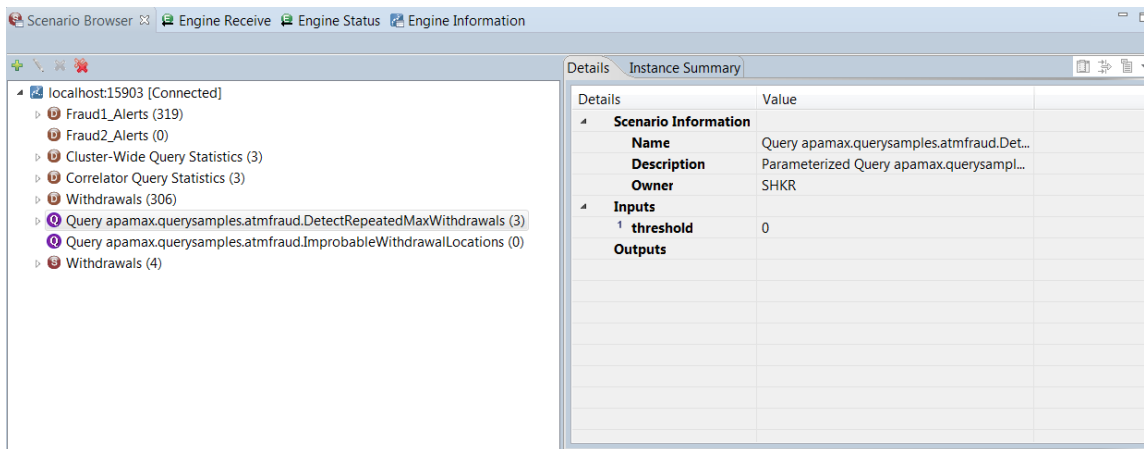 Scenario Browser Engine Receive Engine Status Engine Information
localhost:15903 [Connected]
D Fraud1_Alerts (319)
D Fraud2_Alerts (0)
D Cluster-Wide Query Statistics (3)
D Correlator Query Statistics (3)
D Withdrawals (306)
Q Query apamax.querysamples.atmfraud.DetectRepeatedMaxWithdrawals (3)
Q Query apamax.querysamples.atmfraud.ImprobableWithdrawalLocations (0)
S Withdrawals (4)
Details Instance Summary
Details Value
Scenario Information
Name Query apamax.querysamples.atmfraud.Det...
Description Parameterized Query apamax.querysampl...
Owner SHKR
Inputs
1 threshold 0
Outputs